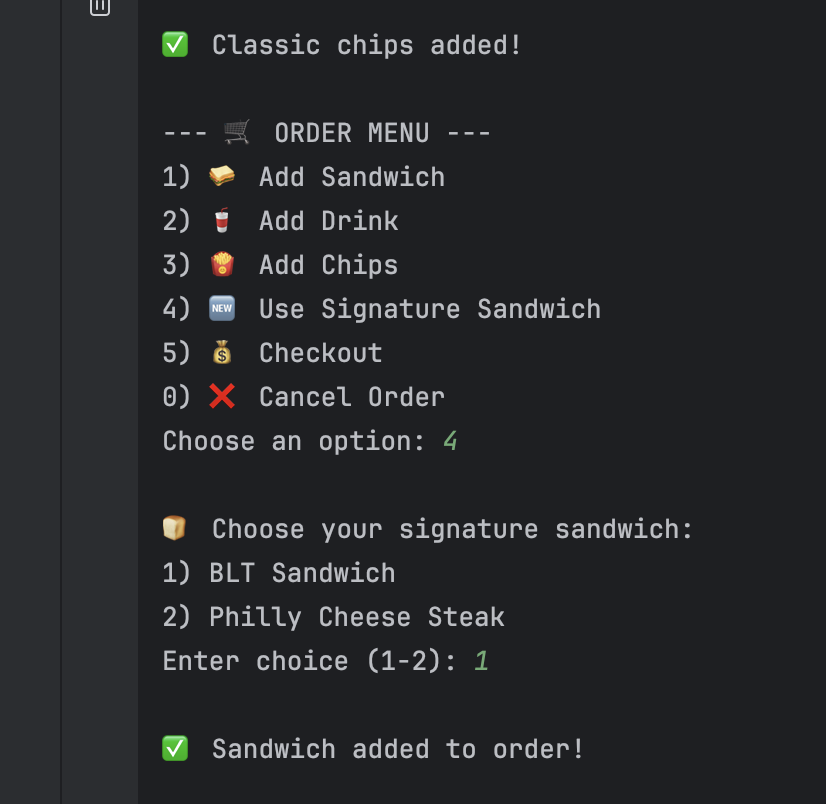 ✅ Classic chips added!
--- 🛒 ORDER MENU ---
1) 🥪 Add Sandwich
2) 🥤 Add Drink
3) 🍟 Add Chips
4) 🆕 Use Signature Sandwich
5) 💰 Checkout
0) ❌ Cancel Order
Choose an option: 4
🍞 Choose your signature sandwich:
1) BLT Sandwich
2) Philly Cheese Steak
Enter choice (1-2): 1
✅ Sandwich added to order!